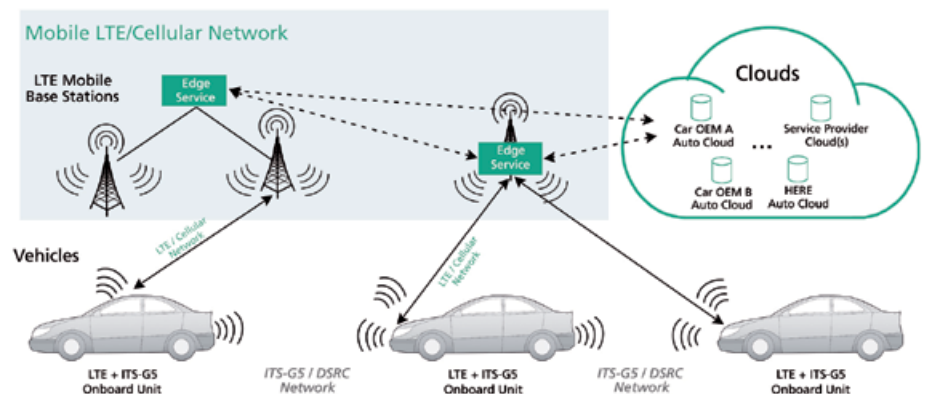 Mobile LTE/Cellular Network
LTE Mobile
Base Stations
Edge
Service
Edge
Service
Clouds
Car OEM A
Auto Cloud
...
Service Provider
Cloud(s)
Car OEM B
Auto Cloud
HERE
Auto Cloud
Vehicles
LTE / Cellular
Network
LTE / Cellular
Network
LTE + ITS-G5
Onboard Unit
ITS-G5 / DSRC
Network
LTE + ITS-G5
Onboard Unit
ITS-G5 / DSRC
Network
LTE + ITS-G5
Onboard Unit